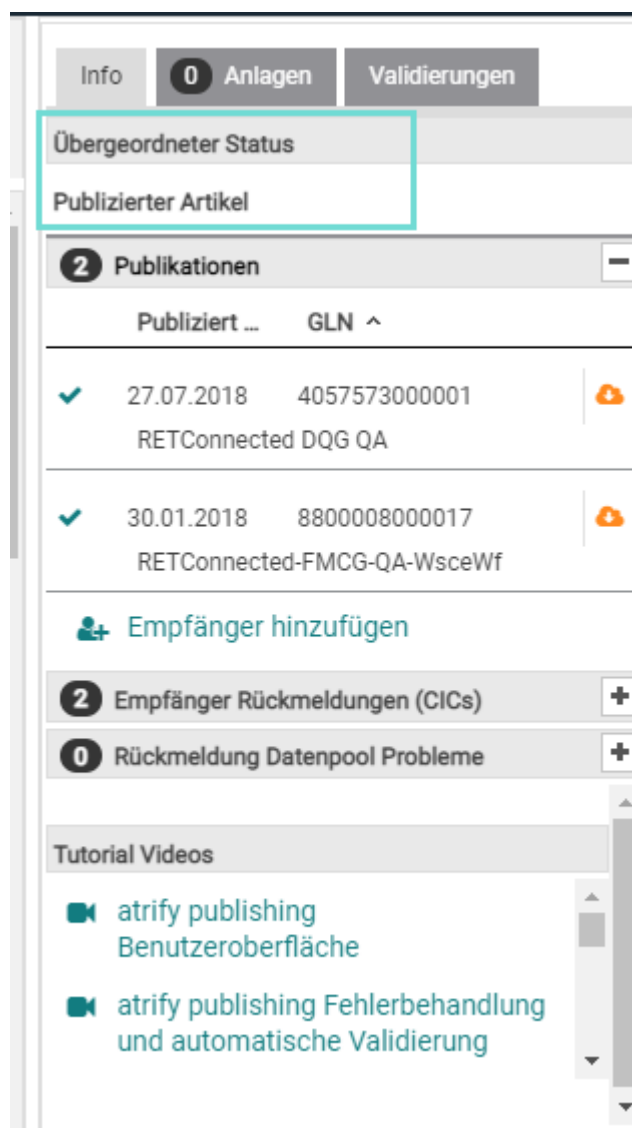 Info 0 Anlagen Validierungen
Übergeordneter Status
Publizierter Artikel
2 Publikationen
Publiziert ... GLN
27.07.2018 4057573000001
RETConnected DQG QA
30.01.2018 8800008000017
RETConnected-FMCG-QA-WsceWf
Empfänger hinzufügen
2 Empfänger Rückmeldungen (CICs)
0 Rückmeldung Datenpool Probleme
Tutorial Videos
atrify publishing
Benutzeroberfläche
atrify publishing Fehlerbehandlung
und automatische Validierung